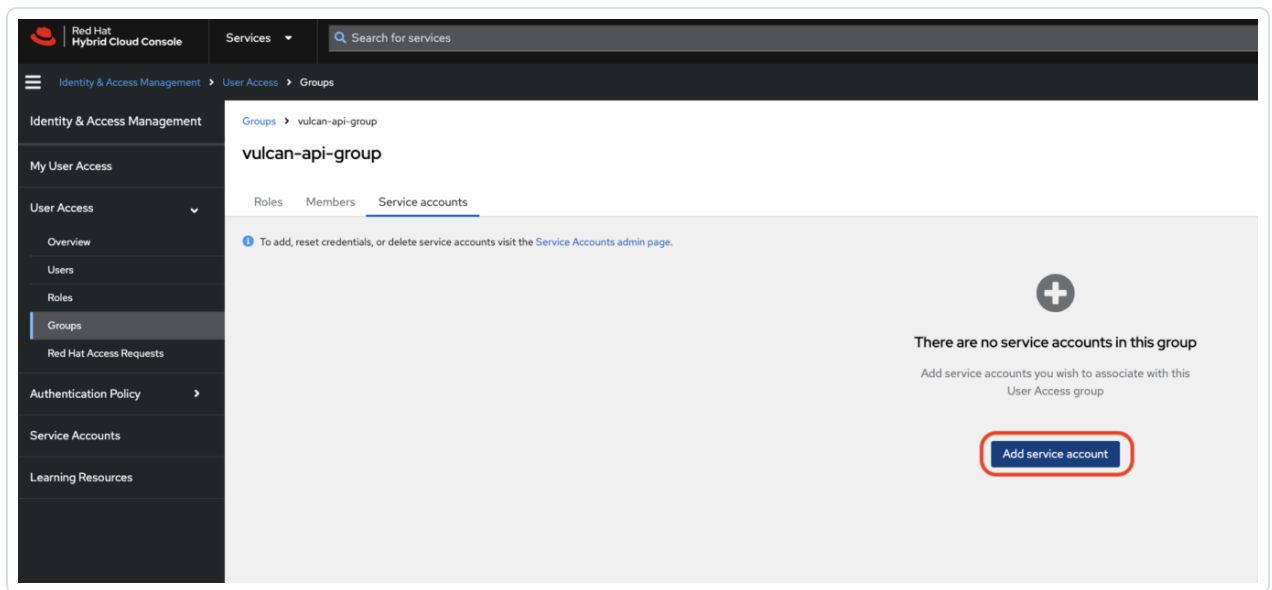 Red Hat
Hybrid Cloud Console
Services
Search for services
Identity & Access Management > User Access > Groups
Identity & Access Management
My User Access
User Access
Overview
Users
Roles
Groups
Red Hat Access Requests
Authentication Policy
Service Accounts
Learning Resources
Groups > vulcan-api-group
vulcan-api-group
Roles Members Service accounts
To add, reset credentials, or delete service accounts visit the Service Accounts admin page.
There are no service accounts in this group
Add service accounts you wish to associate with this
User Access group
Add service account